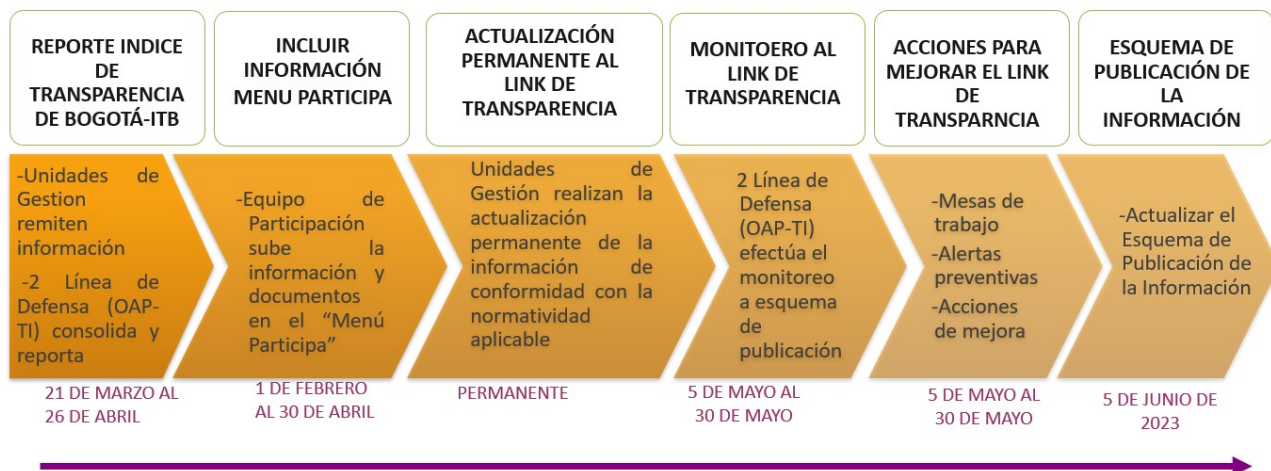 REPORTE INDICE
DE
TRANSPARENCIA
DE BOGOTÁ-ITB
INCLUIR
INFORMACIÓN
MENU PARTICIPA
ACTUALIZACIÓN
PERMANENTE AL
LINK DE
TRANSPARENCIA
MONITOERO AL
LINK DE
TRANSPARENCIA
ACCIONES PARA
MEJORAR EL LINK
DE
TRANSPARNCIA
ESQUEMA DE
PUBLICACIÓN DE
LA
INFORMACIÓN
-Unidades de
Gestion
remiten
información
-2 Línea de
Defensa (OAP-
TI) consolida y
reporta
-Equipo de
Participación
sube la
información y
documentos
en el “Menú
Participa”
Unidades de
Gestión realizan la
actualización
permanente de la
información de
conformidad con la
normatividad
aplicable
2 Línea de
Defensa
(OAP-TI)
efectúa el
monitoreo
a esquema
de
publicación
-Mesas de
trabajo
-Alertas
preventivas
-Acciones
de mejora
-Actualizar el
Esquema de
Publicación de
la Información
21 DE MARZO AL
26 DE ABRIL
1 DE FEBRERO
AL 30 DE ABRIL
PERMANENTE
5 DE MAYO AL
30 DE MAYO
5 DE MAYO AL
30 DE MAYO
5 DE JUNIO DE
2023